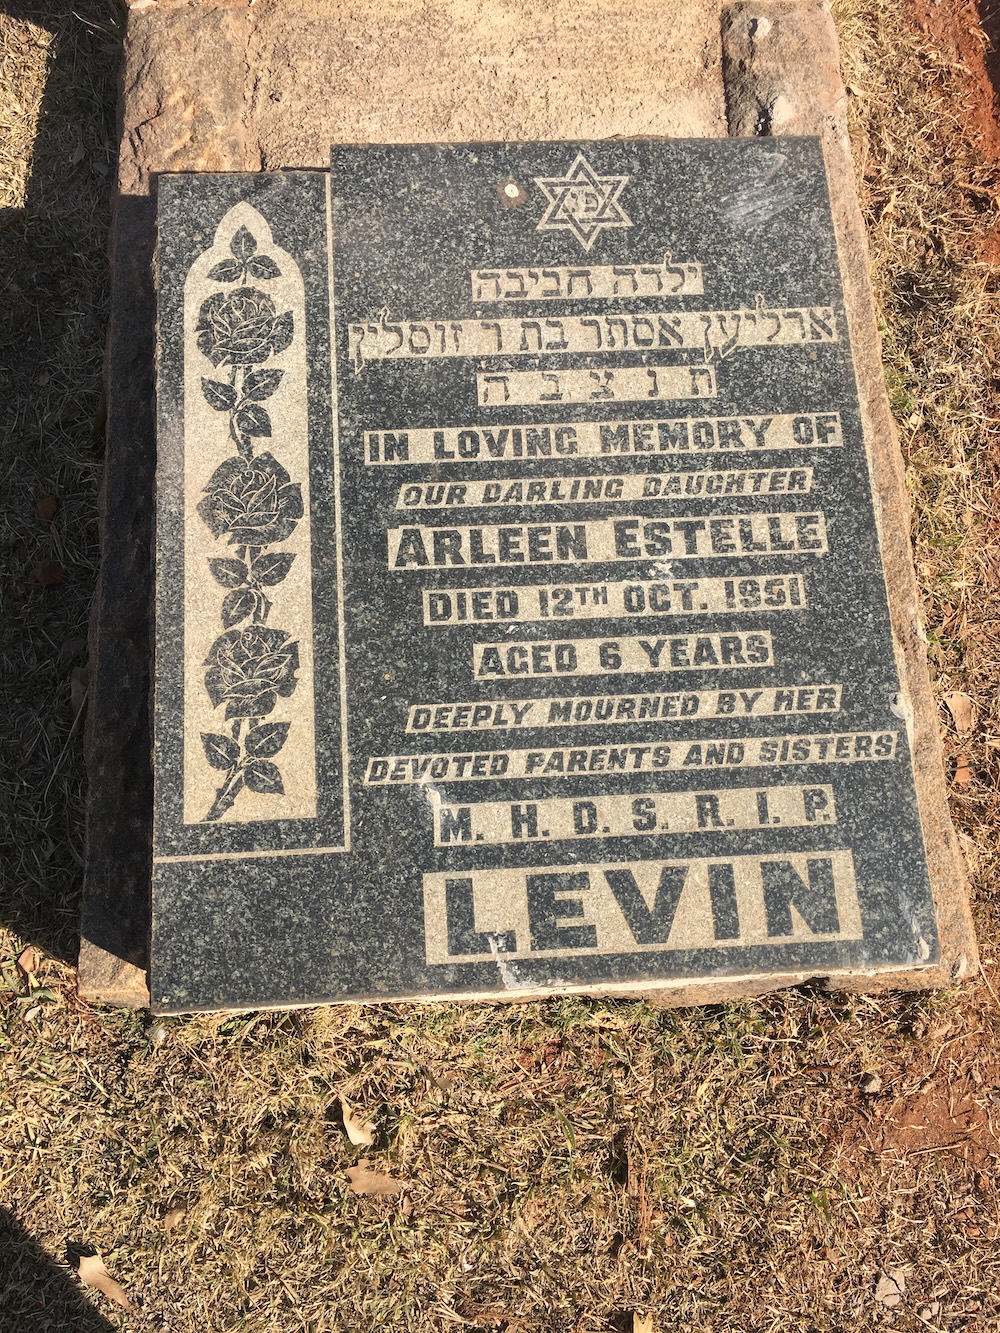 פ נ
ילדה חביבה
ארליען אסתר בת ר זוסלין
ת נ צ ב ה
IN LOVING MEMORY OF
OUR DARLING DAUGHTER
ARLEEN ESTELLE
DIED 12TH OCT. 1951
AGED 6 YEARS
DEEPLY MOURNED BY HER
DEVOTED PARENTS AND SISTERS
M. H. D. S. R. I. P.
LEVIN